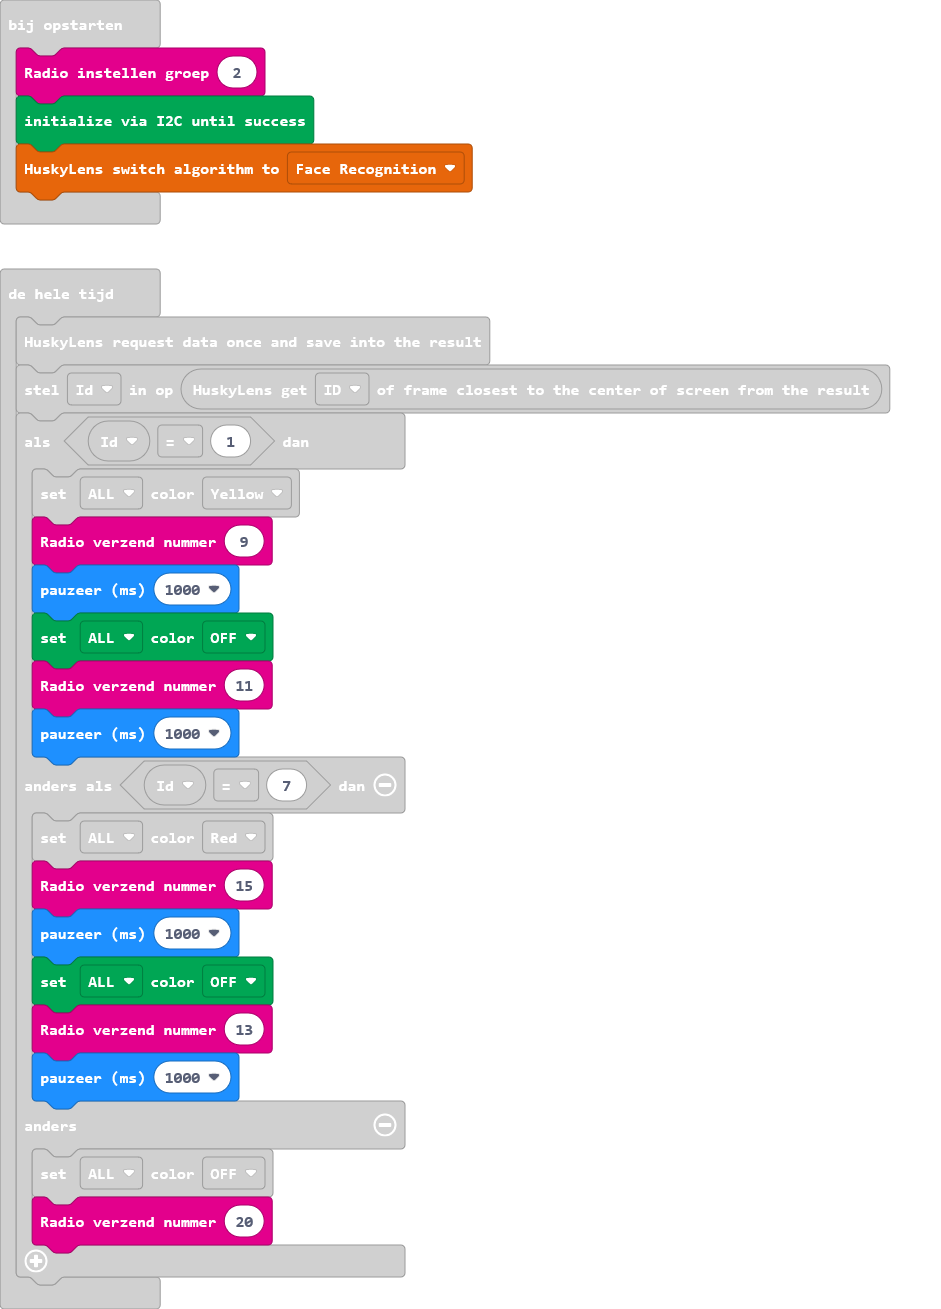 bij opstarten
Radio instellen groep 2
initialize via I2C until success
HuskyLens switch algorithm to Face Recognition
de hele tijd
HuskyLens request data once and save into the result
stel Id in op HuskyLens get ID of frame closest to the center of screen from the result
als Id = 1 dan
set ALL color Yellow
Radio verzend nummer 9
pauzeer (ms) 1000
set ALL color OFF
Radio verzend nummer 11
pauzeer (ms) 1000
anders als Id = 7 dan
set ALL color Red
Radio verzend nummer 15
pauzeer (ms) 1000
set ALL color OFF
Radio verzend nummer 13
pauzeer (ms) 1000
anders
set ALL color OFF
Radio verzend nummer 20